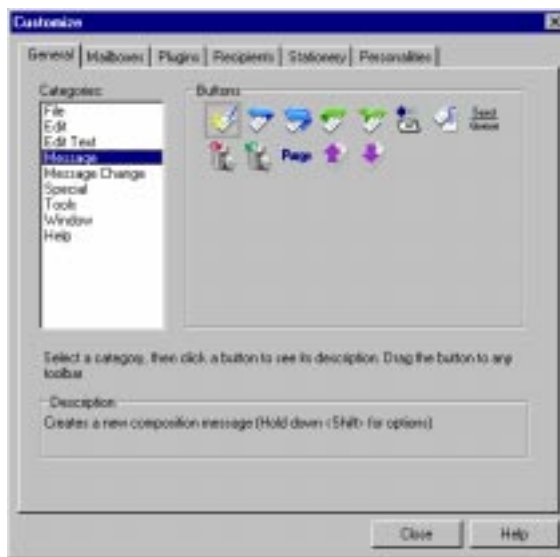 Customize
General Mailboxes Plugins Recipients Stationery Personalities
Categories:
Buttons
File
Edit
Edit Text
Message
Message Change
Special
Tools
Window
Help
Send
Queue
Page
Select a category, then click a button to see its description. Drag the button to any
toolbar
Description
Creates a new composition message (Hold down <Shift> for options)
Close Help